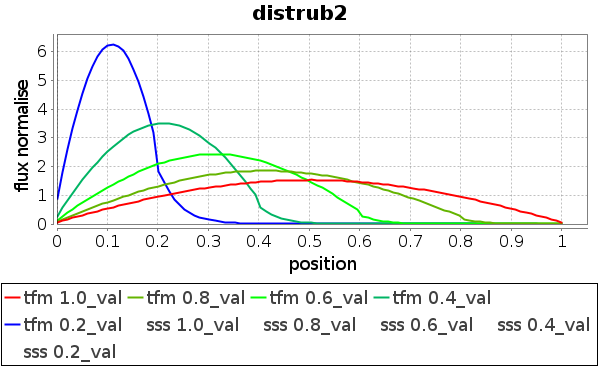 distrub2
flux normalise
6
5
4
3
2
1
0
0 0.1 0.2 0.3 0.4 0.5 0.6 0.7 0.8 0.9 1
position
tfm 1.0_val tfm 0.8_val tfm 0.6_val tfm 0.4_val
tfm 0.2_val sss 1.0_val sss 0.8_val sss 0.6_val sss 0.4_val
sss 0.2_val